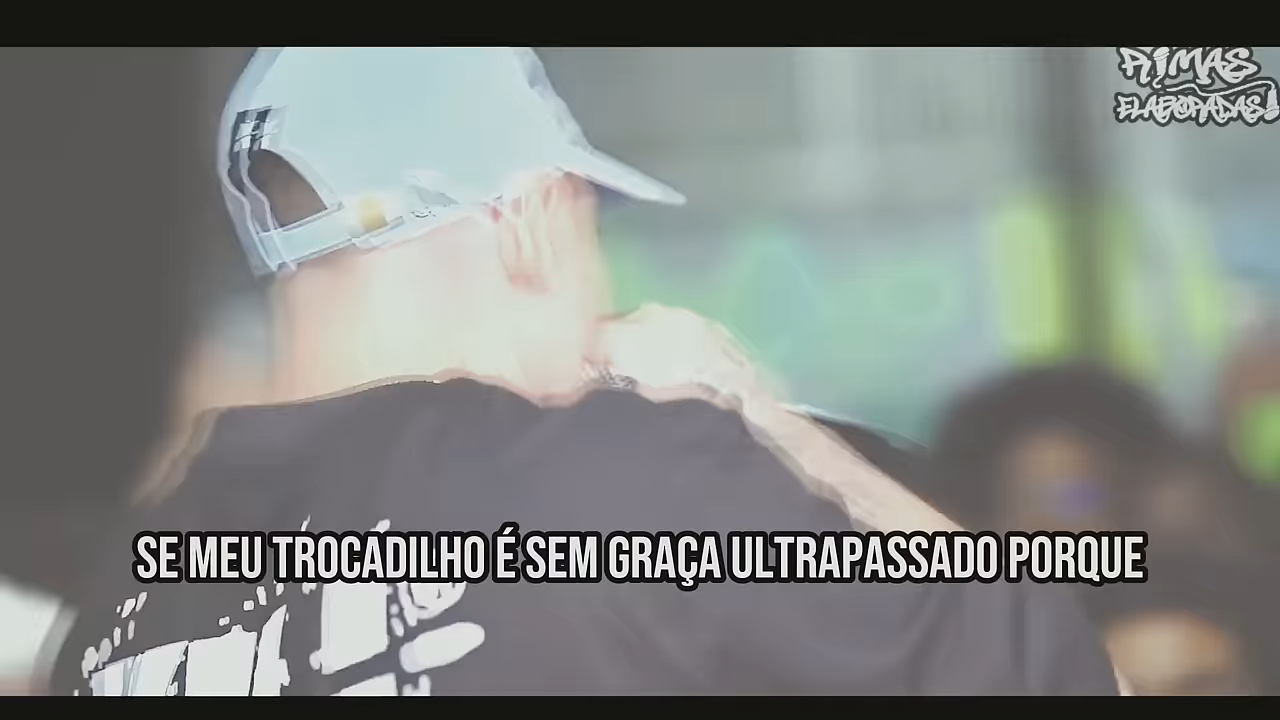 RIMAS
ELABORADAS!
SE MEU TROCADILHO É SEM GRAÇA ULTRAPASSADO PORQUE